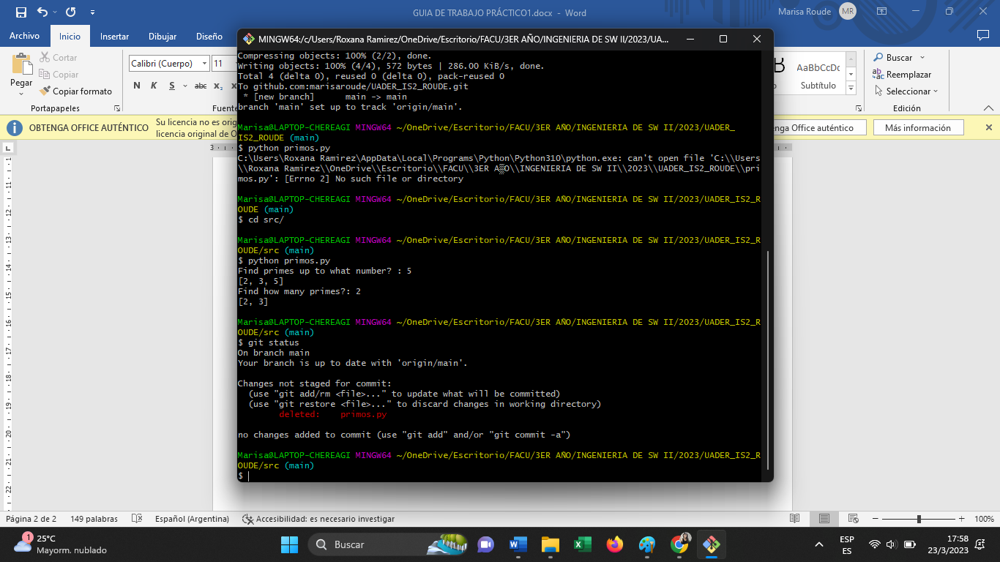 GUIA DE TRABAJO PRÁCTICO1.docx - Word
Marisa Roude
MR
Archivo
Inicio
Insertar
Dibujar
Diseño
MINGW64:/c/Users/Roxana Ramirez/OneDrive/Escritorio/FACU/3ER AÑO/INGENIERIA DE SW II/2023/UA...
Pegar
Cortar
Copiar
Copiar formato
Portapapeles
Calibri (Cuerpo)
11
N K S abc x
Fuente
AaBbCcDc
Subtítulo
Buscar
Reemplazar
Seleccionar
Edición
OBTENGA OFFICE AUTÉNTICO
Su licencia no es orig
licencia original de O
nga Office auténtico
Más información
Compressing objects: 100% (2/2), done.
Writing objects: 100% (4/4), 572 bytes | 286.00 KiB/s, done.
Total 4 (delta 0), reused 0 (delta 0), pack-reused 0
To github.com:marisaroude/UADER_IS2_ROUDE.git
* [new branch]      main -> main
branch 'main' set up to track 'origin/main'.
Marisa@LAPTOP-CHEREAGI MINGW64 ~/OneDrive/Escritorio/FACU/3ER AÑO/INGENIERIA DE SW II/2023/UADER_
IS2_ROUDE (main)
$ python primos.py
C:\Users\Roxana Ramirez\AppData\Local\Programs\Python\Python310\python.exe: can't open file 'C:\\Users
\\Roxana Ramirez\\OneDrive\\Escritorio\\FACU\\3ER AÑO\\INGENIERIA DE SW II\\2023\\UADER_IS2_ROUDE\\pri
mos.py': [Errno 2] No such file or directory
Marisa@LAPTOP-CHEREAGI MINGW64 ~/OneDrive/Escritorio/FACU/3ER AÑO/INGENIERIA DE SW II/2023/UADER_IS2_R
OUDE (main)
$ cd src/
Marisa@LAPTOP-CHEREAGI MINGW64 ~/OneDrive/Escritorio/FACU/3ER AÑO/INGENIERIA DE SW II/2023/UADER_IS2_R
OUDE/src (main)
$ python primos.py
Find primes up to what number? : 5
[2, 3, 5]
Find how many primes?: 2
[2, 3]
Marisa@LAPTOP-CHEREAGI MINGW64 ~/OneDrive/Escritorio/FACU/3ER AÑO/INGENIERIA DE SW II/2023/UADER_IS2_R
OUDE/src (main)
$ git status
On branch main
Your branch is up to date with 'origin/main'.
Changes not staged for commit:
(use "git add/rm <file>..." to update what will be committed)
(use "git restore <file>..." to discard changes in working directory)
deleted:    primos.py
no changes added to commit (use "git add" and/or "git commit -a")
Marisa@LAPTOP-CHEREAGI MINGW64 ~/OneDrive/Escritorio/FACU/3ER AÑO/INGENIERIA DE SW II/2023/UADER_IS2_R
OUDE/src (main)
$
Página 2 de 2
149 palabras
Español (Argentina)
Accesibilidad: es necesario investigar
100%
1
25°C
Mayorm. nublado
Buscar
ESP
ES
17:58
23/3/2023